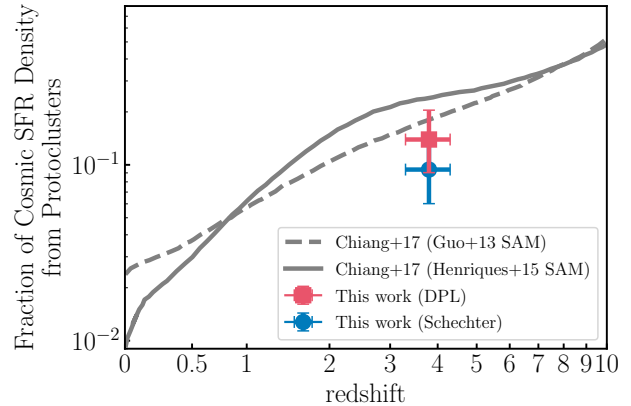 Fraction of Cosmic SFR Density
from Protoclusters
10⁻¹
10⁻²
Chiang+17 (Guo+13 SAM)
Chiang+17 (Henriques+15 SAM)
This work (DPL)
This work (Schechter)
0 0.5 1 2 3 4 5 6 7 8 9 10
redshift